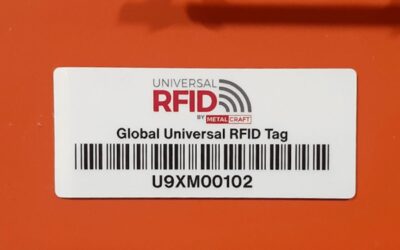 UNIVERSAL
RFID
BY METALCRAFT
Global Universal RFID Tag
U9XM00102